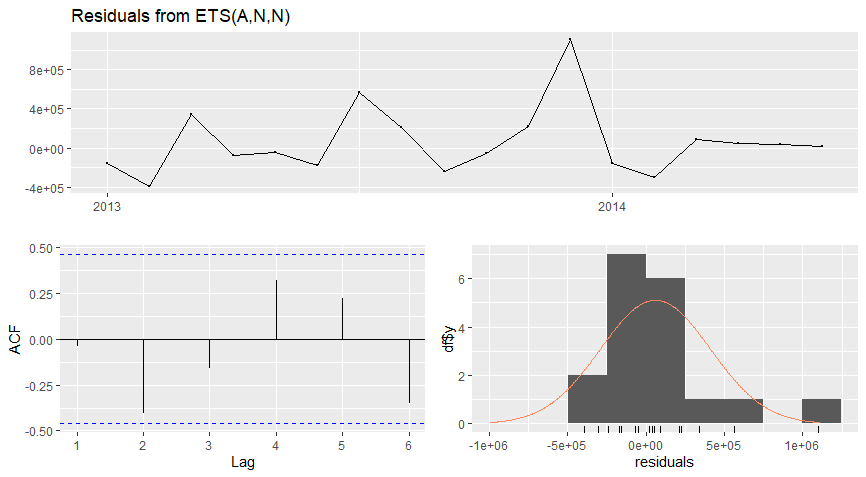 Residuals from ETS(A,N,N)
8e+05
4e+05
0e+00
-4e+05
2013
2014
0.50
0.25
0.00
-0.25
-0.50
ACF
1 2 3 4 5 6
Lag
6
4
2
0
-1e+06 -5e+05 0e+00 5e+05 1e+06
residuals